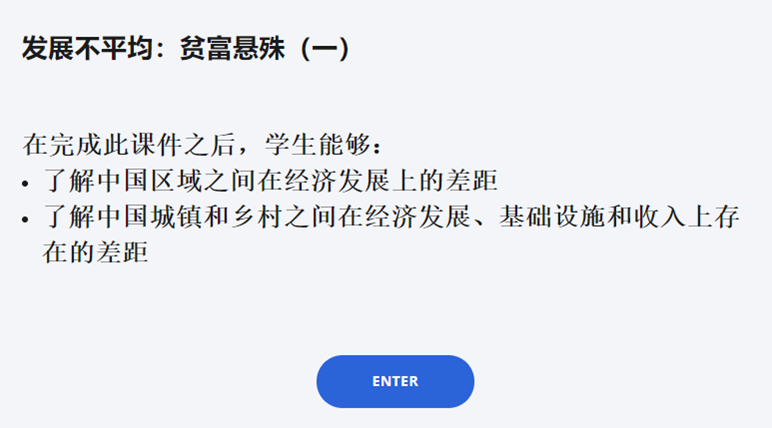 发展不平均：贫富悬殊（一）
在完成此课件之后，学生能够：
• 了解中国区域之间在经济发展上的差距
• 了解中国城镇和乡村之间在经济发展、基础设施和收入上存
在的差距
ENTER